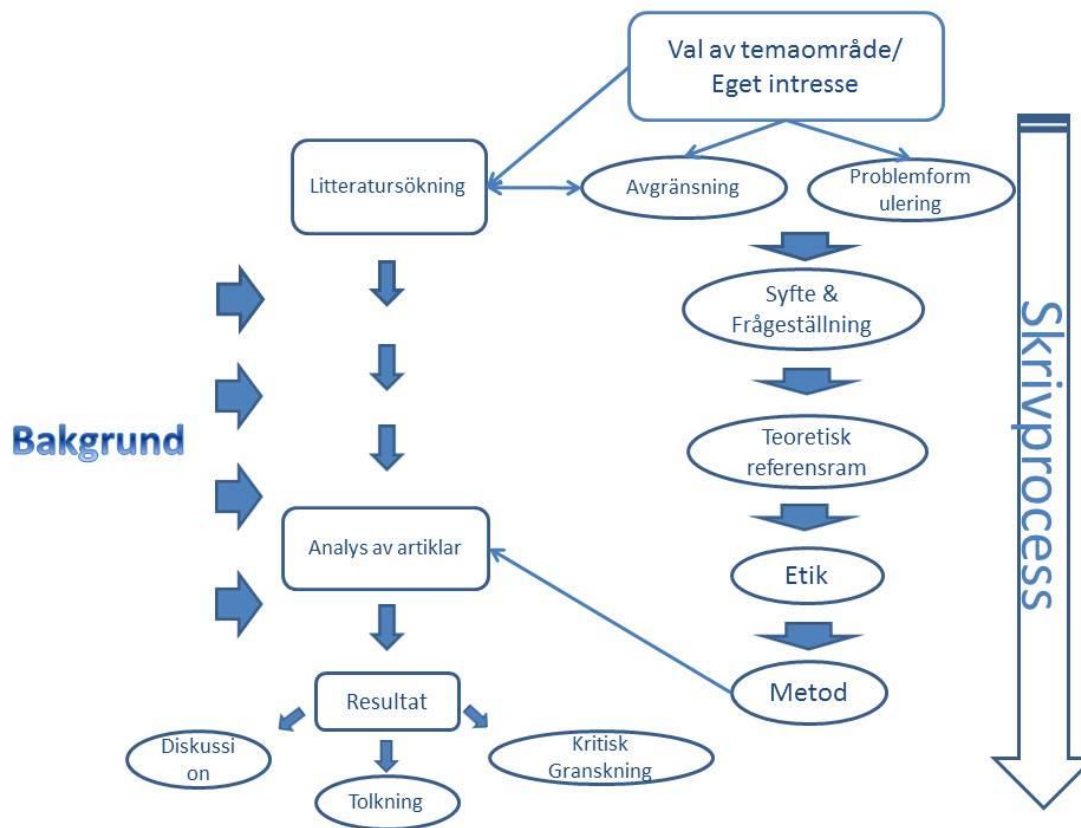 Val av temaområde/
Eget intresse
Litteratursökning
Avgränsning
Problemform
ulering
Syfte &
Frågeställning
Teoretisk
referensram
Etik
Metod
Bakgrund
Analys av artiklar
Resultat
Diskussi
on
Tolkning
Kritisk
Granskning
Skrivprocess